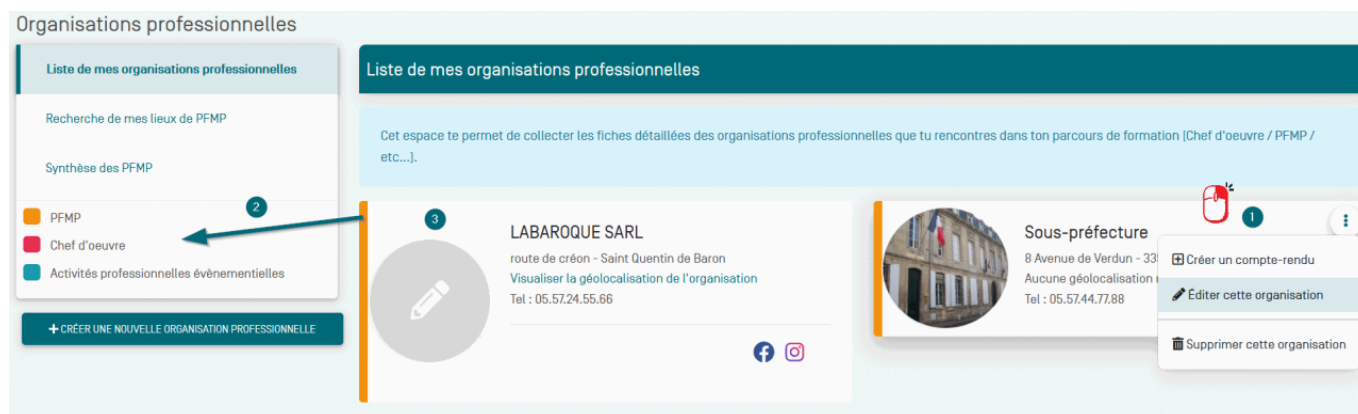 Organisations professionnelles
Liste de mes organisations professionnelles
Recherche de mes lieux de PFMP
Synthèse des PFMP
PFMP
2
Chef d'oeuvre
Activités professionnelles évènementielles
+ CRÉER UNE NOUVELLE ORGANISATION PROFESSIONNELLE
Liste de mes organisations professionnelles
Cet espace te permet de collecter les fiches détaillées des organisations professionnelles que tu rencontres dans ton parcours de formation (Chef d'oeuvre / PFMP /
etc...).
3
LABAROQUE SARL
route de créon - Saint Quentin de Baron
Visualiser la géolocalisation de l'organisation
Tel : 05.57.24.55.66
1
Sous-préfecture
8 Avenue de Verdun - 33
Aucune géolocalisation
Tel : 05.57.44.77.88
Créer un compte-rendu
Éditer cette organisation
Supprimer cette organisation